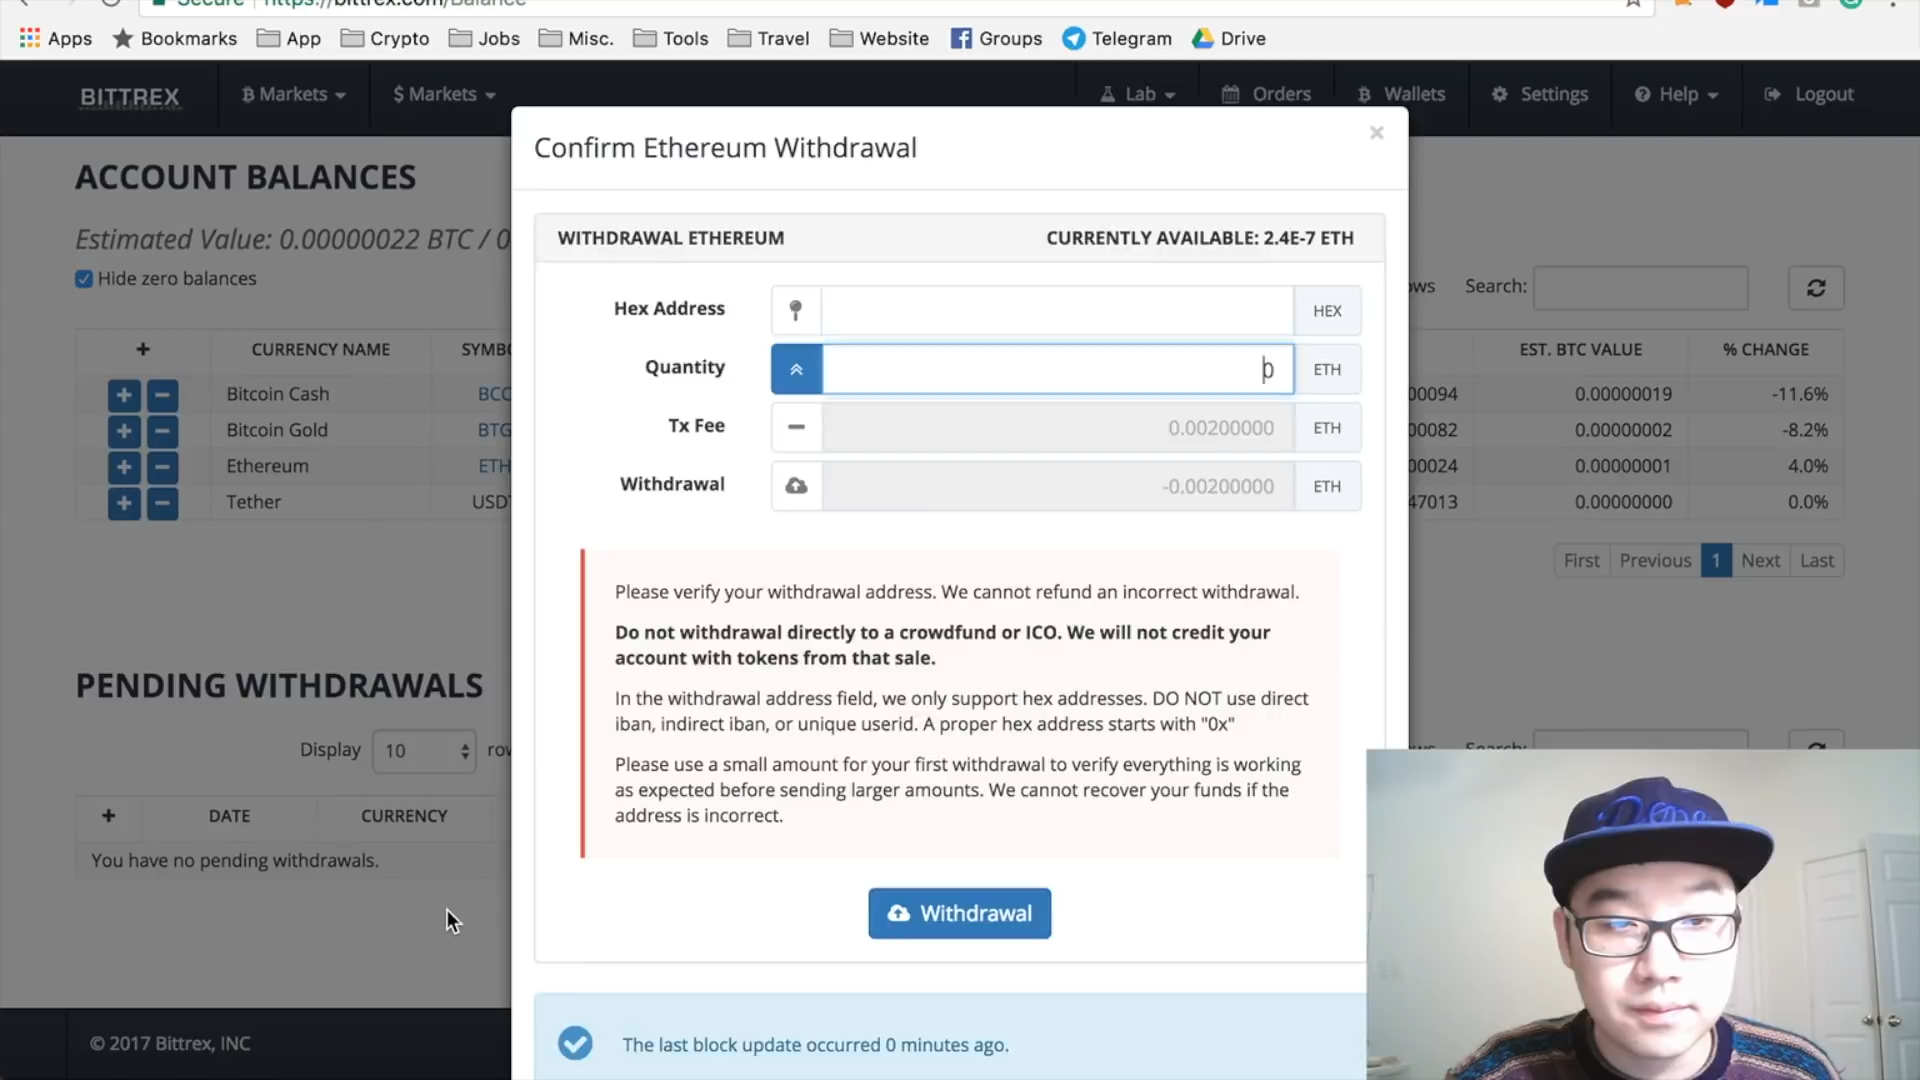 Secure https://bittrex.com/Balance
Apps Bookmarks App Crypto Jobs Misc. Tools Travel Website Groups Telegram Drive
BITTREX Markets $ Markets Lab Orders Wallets Settings Help Logout
Confirm Ethereum Withdrawal ×
ACCOUNT BALANCES
Estimated Value: 0.00000022 BTC / 0
Hide zero balances
Search:
+ CURRENCY NAME EST. BTC VALUE % CHANGE
Bitcoin Cash BCC 00094 0.00000019 -11.6%
Bitcoin Gold BTG 00082 0.00000002 -8.2%
Ethereum ETH 00024 0.00000001 4.0%
Tether 47013 0.00000000 0.0%
First Previous 1 Next Last
WITHDRAWAL ETHEREUM CURRENTLY AVAILABLE: 2.4E-7 ETH
Hex Address HEX
Quantity 0 ETH
Tx Fee 0.00200000 ETH
Withdrawal -0.00200000 ETH
Please verify your withdrawal address. We cannot refund an incorrect withdrawal.
Do not withdrawal directly to a crowdfund or ICO. We will not credit your
account with tokens from that sale.
In the withdrawal address field, we only support hex addresses. DO NOT use direct
iban, indirect iban, or unique userid. A proper hex address starts with "0x"
Please use a small amount for your first withdrawal to verify everything is working
as expected before sending larger amounts. We cannot recover your funds if the
address is incorrect.
Withdrawal
The last block update occurred 0 minutes ago.
PENDING WITHDRAWALS
Display 10
+ DATE CURRENCY
You have no pending withdrawals.
© 2017 Bittrex, INC